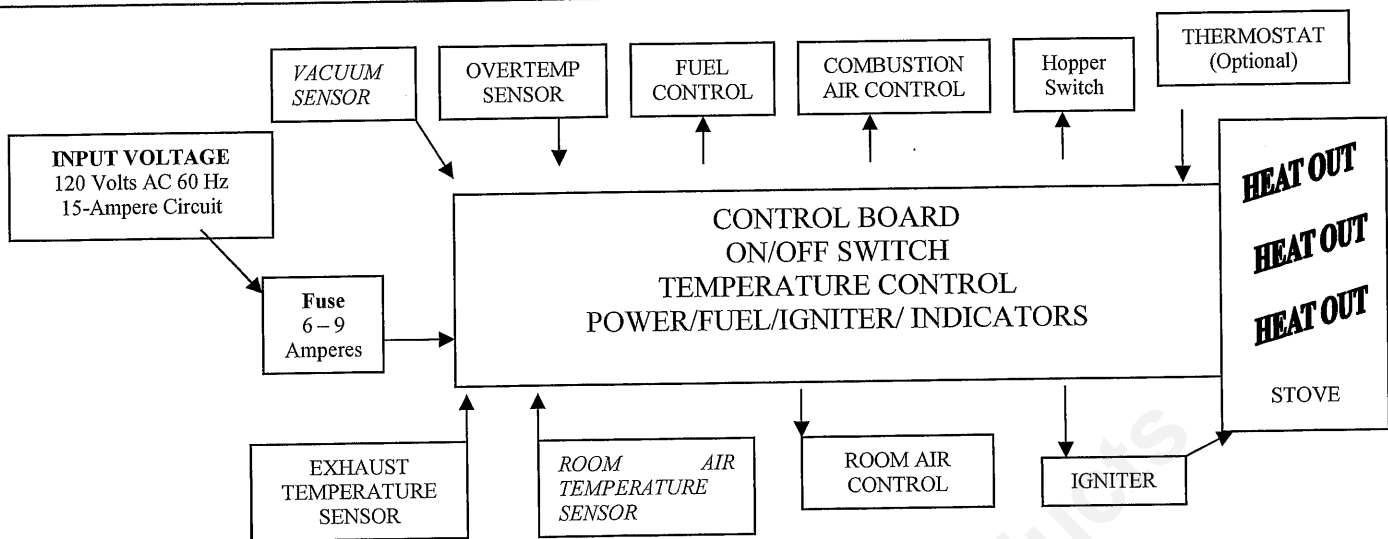 VACUUM
SENSOR
OVERTEMP
SENSOR
FUEL
CONTROL
COMBUSTION
AIR CONTROL
Hopper
Switch
THERMOSTAT
(Optional)
INPUT VOLTAGE
120 Volts AC 60 Hz
15-Ampere Circuit
Fuse
6 – 9
Amperes
CONTROL BOARD
ON/OFF SWITCH
TEMPERATURE CONTROL
POWER/FUEL/IGNITER/ INDICATORS
HEAT OUT
HEAT OUT
HEAT OUT
STOVE
EXHAUST
TEMPERATURE
SENSOR
ROOM AIR
TEMPERATURE
SENSOR
ROOM AIR
CONTROL
IGNITER